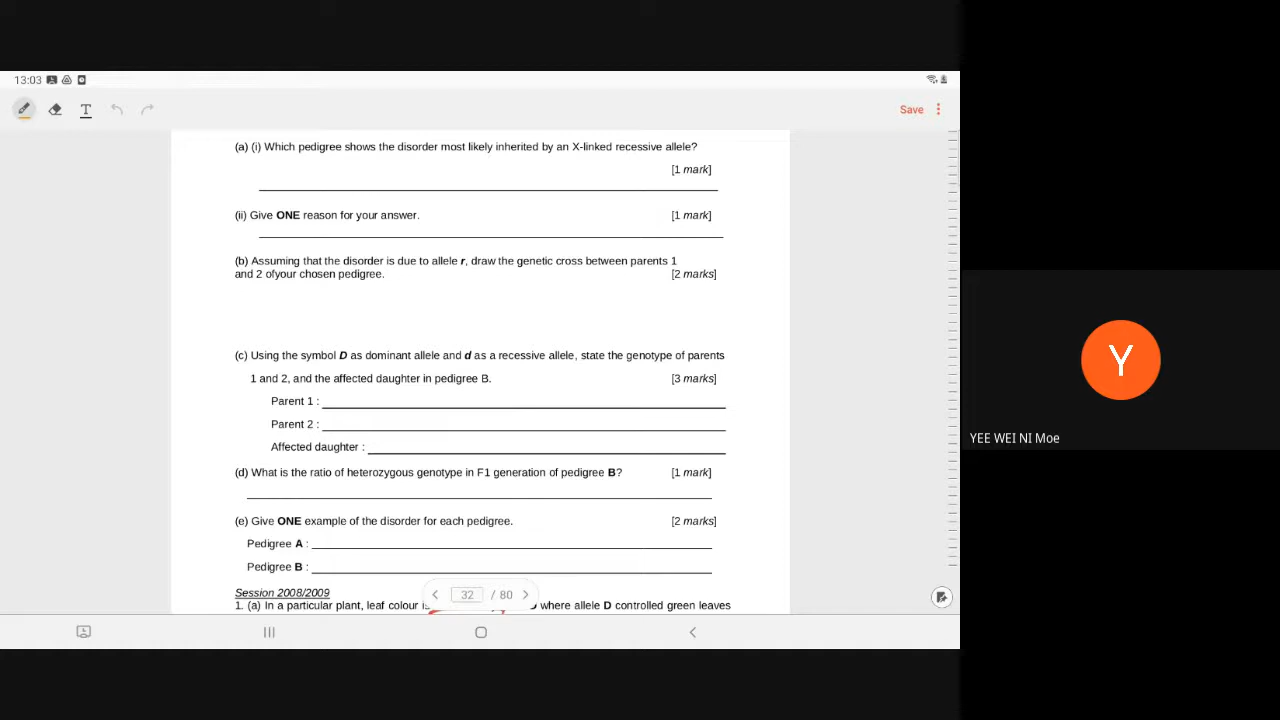 13:03
Save
(a) (i) Which pedigree shows the disorder most likely inherited by an X-linked recessive allele?
[1 mark]
(ii) Give ONE reason for your answer. [1 mark]
(b) Assuming that the disorder is due to allele r, draw the genetic cross between parents 1
and 2 ofyour chosen pedigree. [2 marks]
(c) Using the symbol D as dominant allele and d as a recessive allele, state the genotype of parents
1 and 2, and the affected daughter in pedigree B. [3 marks]
Parent 1 :
Parent 2 :
Affected daughter :
(d) What is the ratio of heterozygous genotype in F1 generation of pedigree B? [1 mark]
(e) Give ONE example of the disorder for each pedigree. [2 marks]
Pedigree A :
Pedigree B :
Session 2008/2009
32 / 80
1. (a) In a particular plant, leaf colour where allele D controlled green leaves
Y
YEE WEI NI Moe